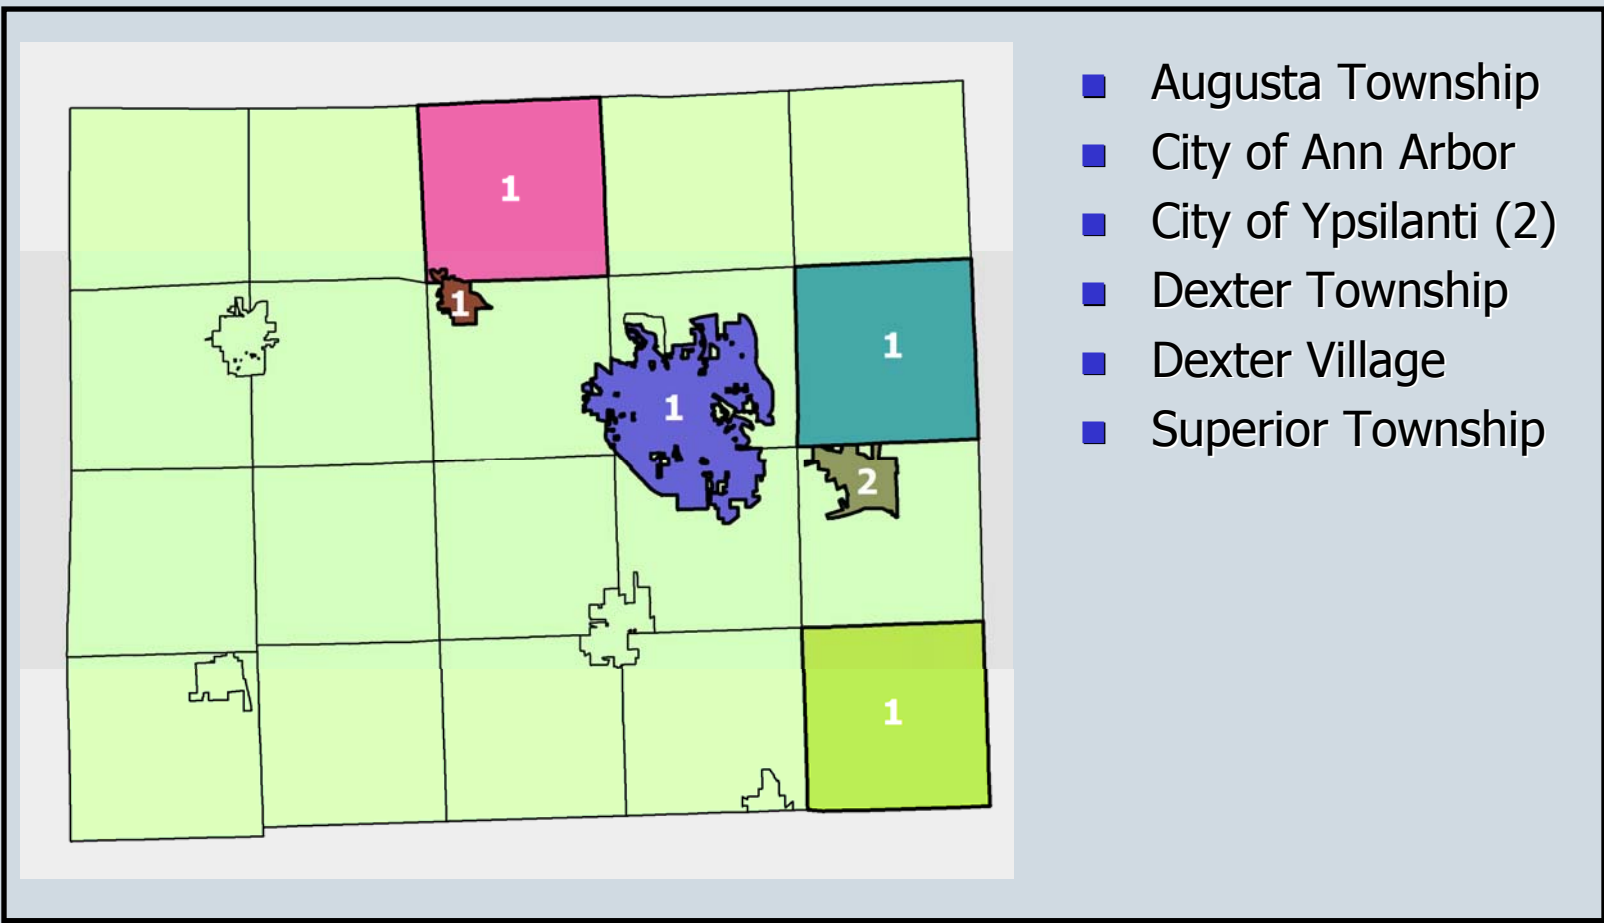 1
1
1
1
2
1
Augusta Township
City of Ann Arbor
City of Ypsilanti (2)
Dexter Township
Dexter Village
Superior Township